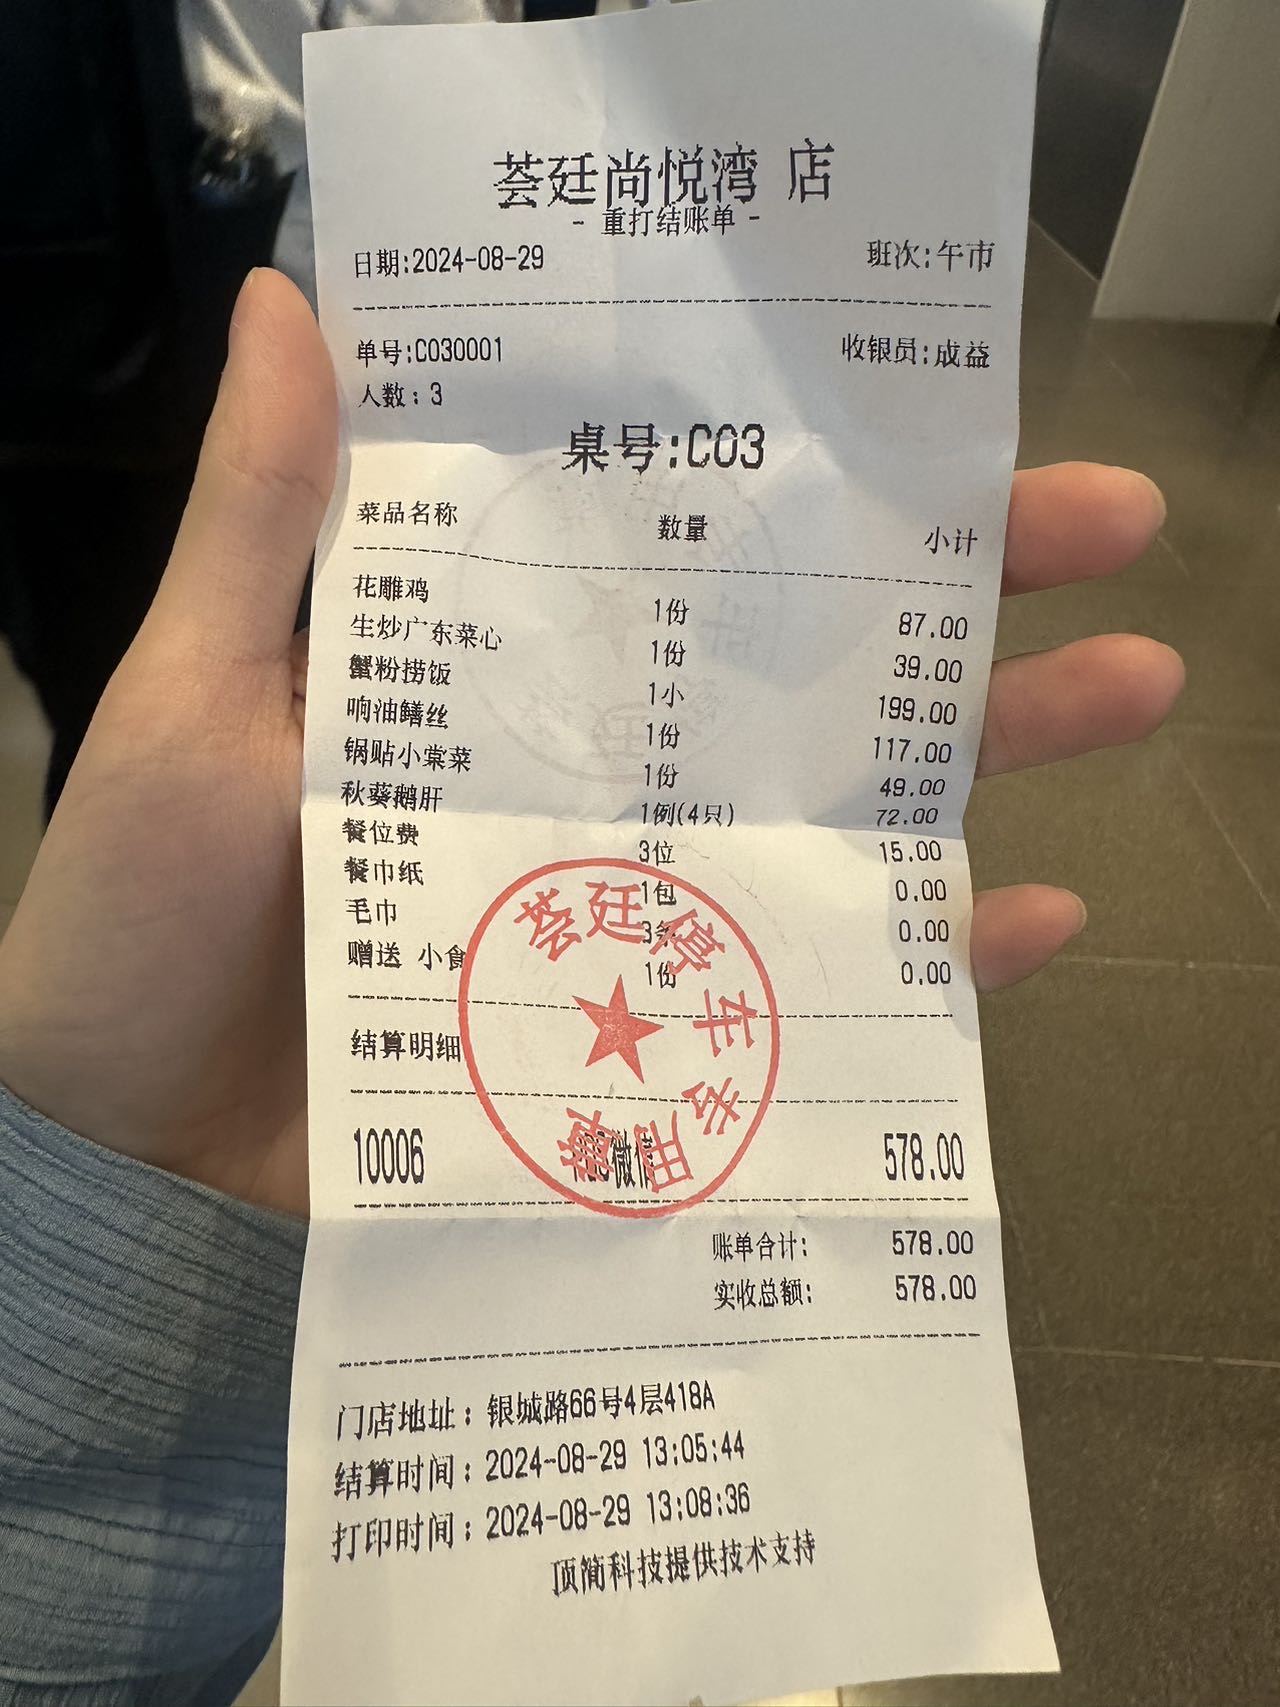 荟廷尚悦湾 店
- 重打结账单 -
日期:2024-08-29 班次:午市
单号:C030001 收银员:成益
人数:3
桌号:C03
菜品名称 数量 小计
花雕鸡 1份 87.00
生炒广东菜心 1份 39.00
蟹粉捞饭 1小 199.00
响油鳝丝 1份 117.00
锅贴小棠菜 1份 49.00
秋葵鹅肝 1例(4只) 72.00
餐位费 3位 15.00
餐巾纸 1包 0.00
毛巾 3条 0.00
赠送 小食 1份 0.00
结算明细
10006 微信 578.00
账单合计: 578.00
实收总额: 578.00
门店地址:银城路66号4层418A
结算时间:2024-08-29 13:05:44
打印时间:2024-08-29 13:08:36
顶简科技提供技术支持
荟廷停车专用章